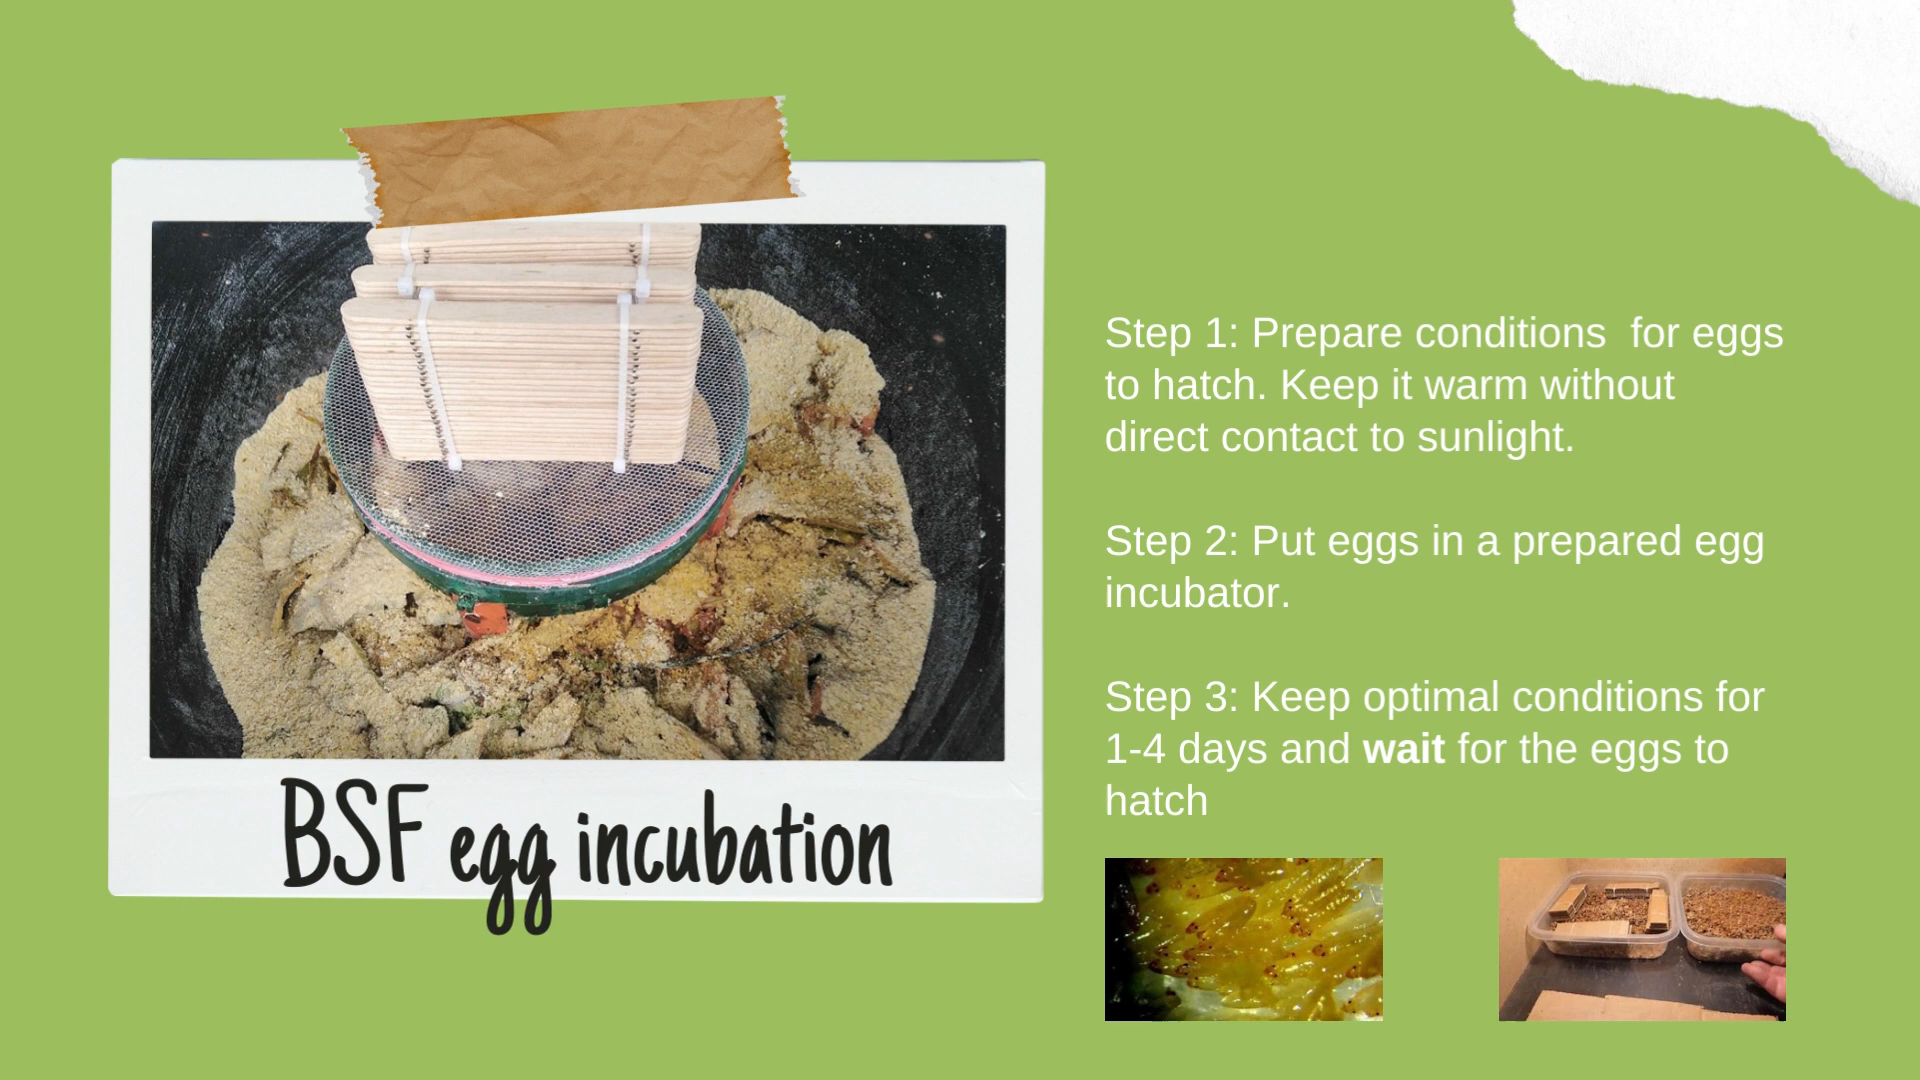 BSF egg incubation
Step 1: Prepare conditions  for eggs
to hatch. Keep it warm without
direct contact to sunlight.
Step 2: Put eggs in a prepared egg
incubator.
Step 3: Keep optimal conditions for
1-4 days and wait for the eggs to
hatch